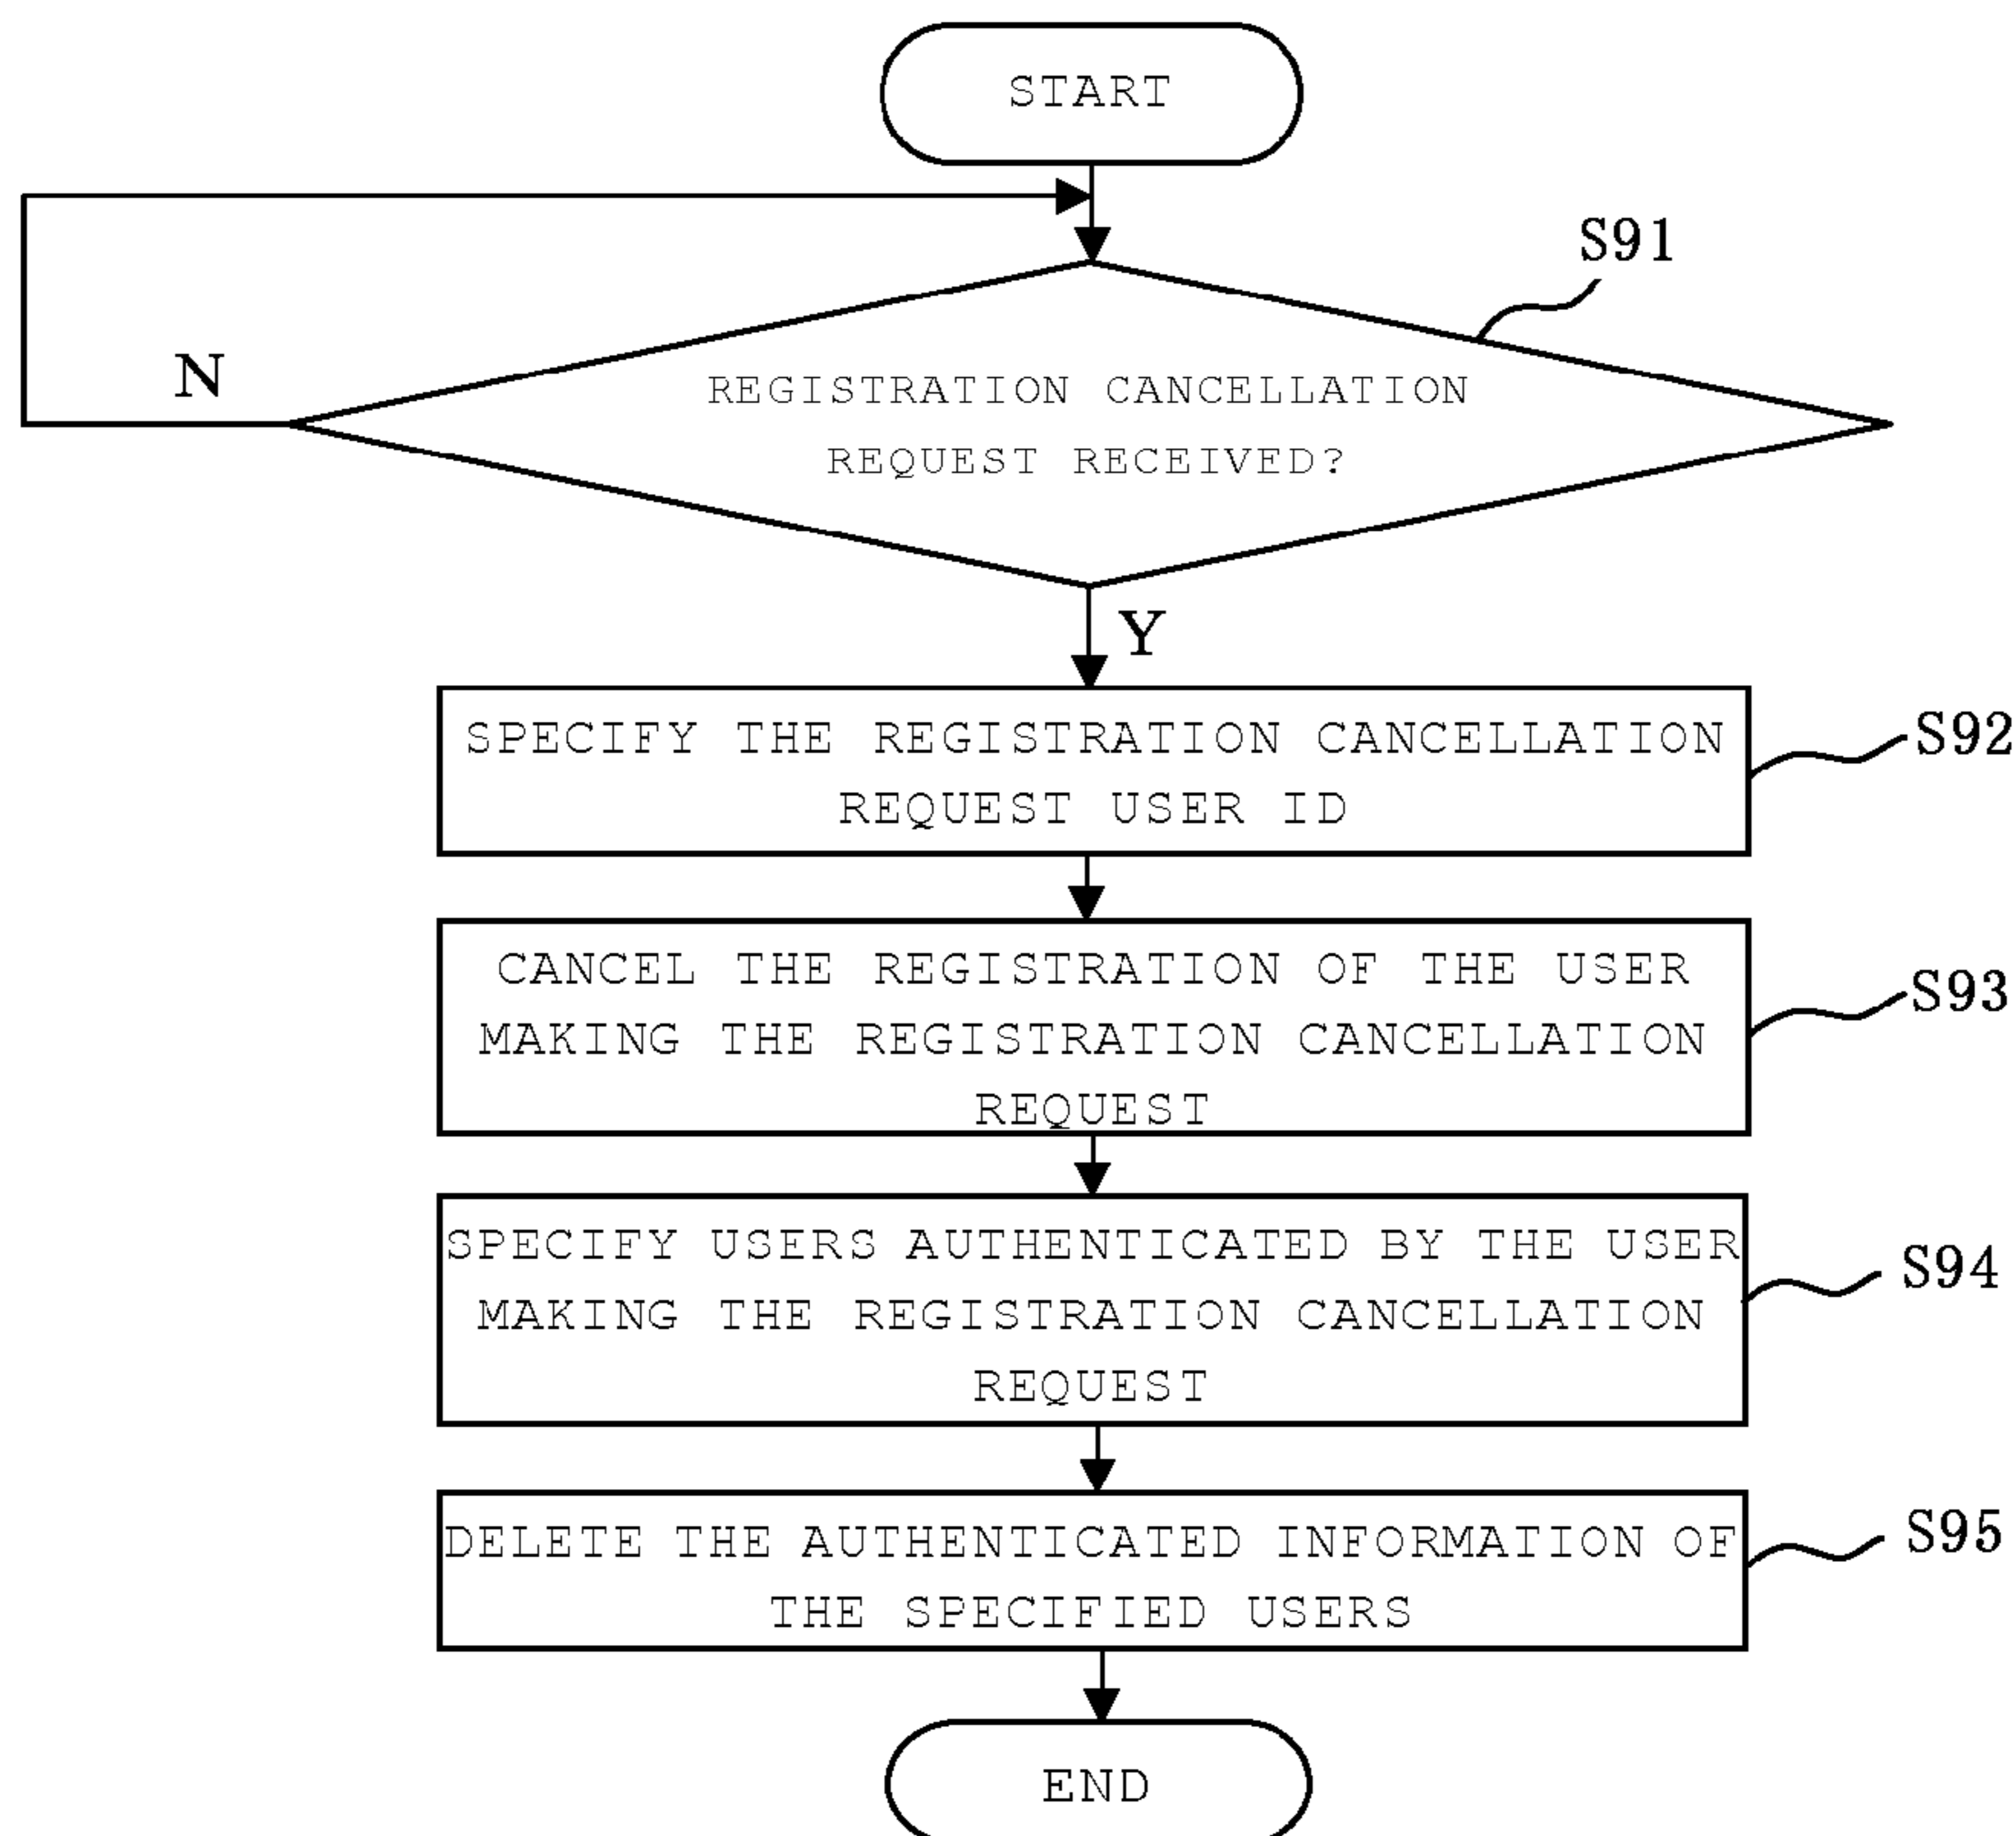 START
S91
N
REGISTRATION CANCELLATION
REQUEST RECEIVED?
Y
SPECIFY THE REGISTRATION CANCELLATION
REQUEST USER ID
S92
CANCEL THE REGISTRATION OF THE USER
MAKING THE REGISTRATION CANCELLATION
REQUEST
S93
SPECIFY USERS AUTHENTICATED BY THE USER
MAKING THE REGISTRATION CANCELLATION
REQUEST
S94
DELETE THE AUTHENTICATED INFORMATION OF
THE SPECIFIED USERS
S95
END